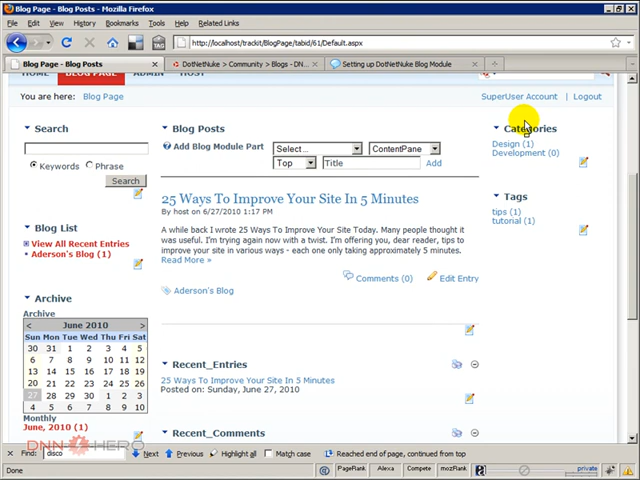 Blog Page - Blog Posts - Mozilla Firefox
File Edit View History Bookmarks Tools Help Related Links
http://localhost/trackit/BlogPage/tabid/61/Default.aspx
Blog Page - Blog Posts
DotNetNuke > Community > Blogs - DN...
Setting up DotNetNuke Blog Module
HOME BLOG PAGE ADMIN HOST
You are here: Blog Page
SuperUser Account | Logout
Search
Keywords Phrase
Search
Blog List
View All Recent Entries
Aderson's Blog (1)
Archive
Archive
< June 2010 >
Sun Mon Tue Wed Thu Fri Sat
30 31 1 2 3 4 5
6 7 8 9 10 11 12
13 14 15 16 17 18 19
20 21 22 23 24 25 26
27 28 29 30 1 2 3
4 5 6 7 8 9 10
Monthly
June, 2010 (1)
Blog Posts
Add Blog Module Part Select... ContentPane
Top Title Add
25 Ways To Improve Your Site In 5 Minutes
By host on 6/27/2010 1:17 PM
A while back I wrote 25 Ways To Improve Your Site Today. Many people thought it
was useful. I'm trying again now with a twist. I'm offering you, dear reader, tips to
improve your site in various ways - each one only taking approximately 5 minutes.
Read More »
Comments (0) Edit Entry
Aderson's Blog
Recent_Entries
25 Ways To Improve Your Site In 5 Minutes
Posted on: Sunday, June 27, 2010
Recent_Comments
Categories
Design (1)
Development (0)
Tags
tips (1)
tutorial (1)
DNN HERO
Find: disco Next Previous Highlight all Match case Reached end of page, continued from top
Done
PageRank Alexa Compete mozRank private